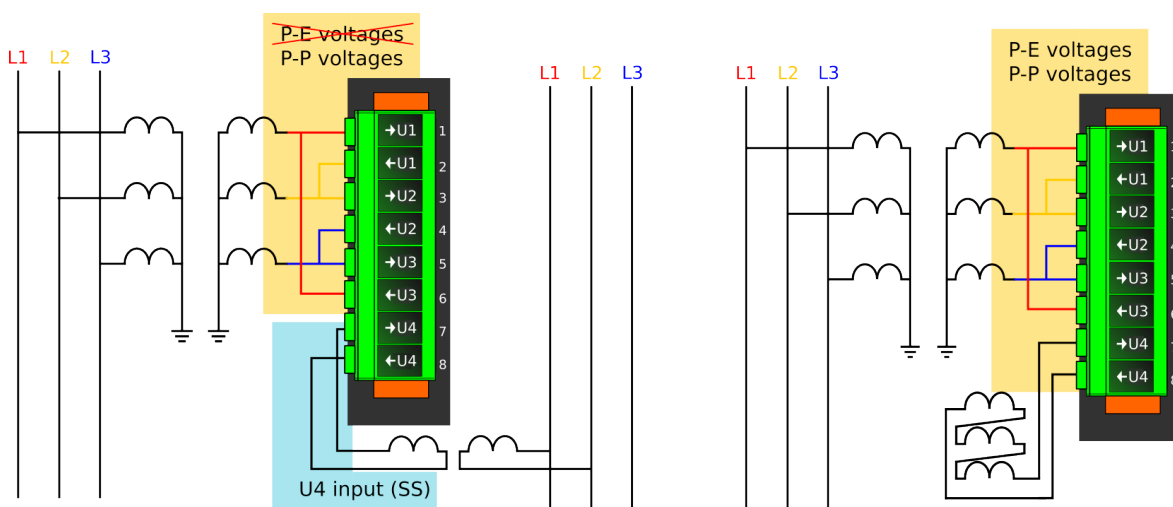 P-E voltages
P-P voltages
L1 L2 L3
→U1 1
←U1 2
→U2 3
←U2 4
→U3 5
←U3 6
→U4 7
←U4 8
U4 input (SS)
L1 L2 L3
L1 L2 L3
P-E voltages
P-P voltages
→U1
←U1
→U2
←U2
→U3
←U3
→U4
←U4